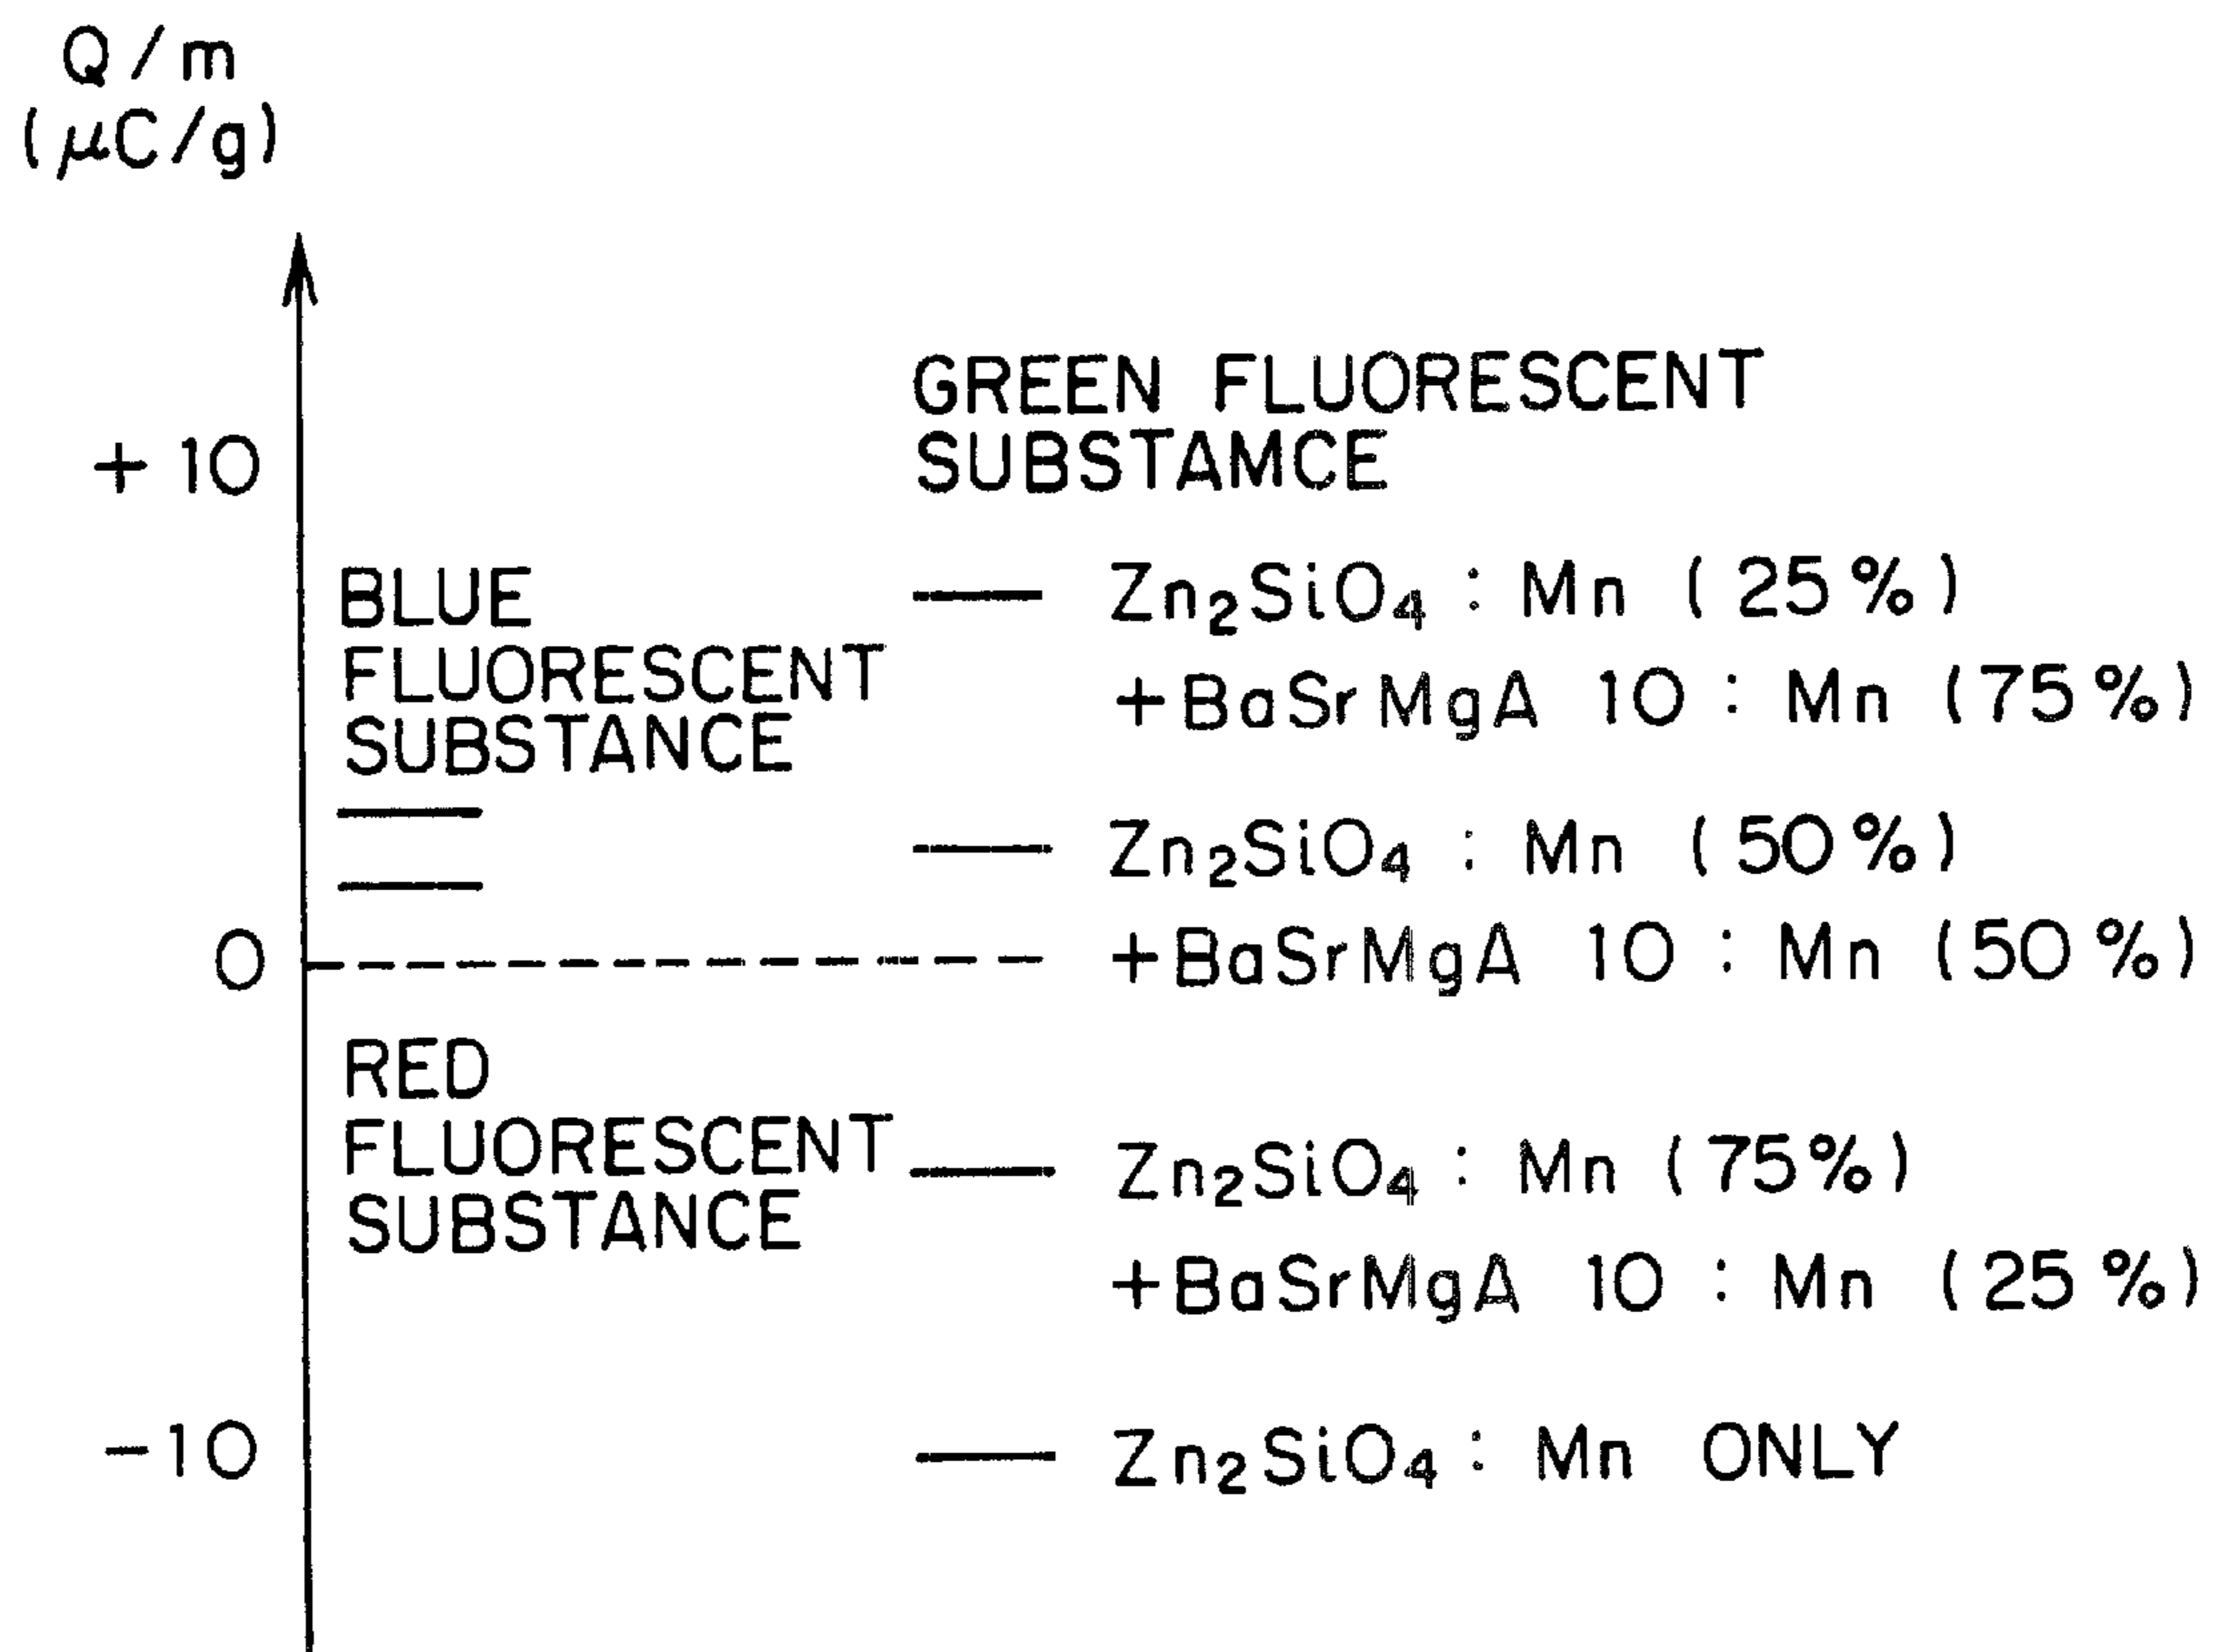 Q/m
(μC/g)
GREEN FLUORESCENT
SUBSTAMCE
+10
BLUE
FLUORESCENT
SUBSTANCE
Zn₂SiO₄ : Mn (25%)
+BaSrMgA 10 : Mn (75%)
Zn₂SiO₄ : Mn (50%)
+BaSrMgA 10 : Mn (50%)
0
RED
FLUORESCENT
SUBSTANCE
Zn₂SiO₄ : Mn (75%)
+BaSrMgA 10 : Mn (25%)
-10
Zn₂SiO₄ : Mn ONLY